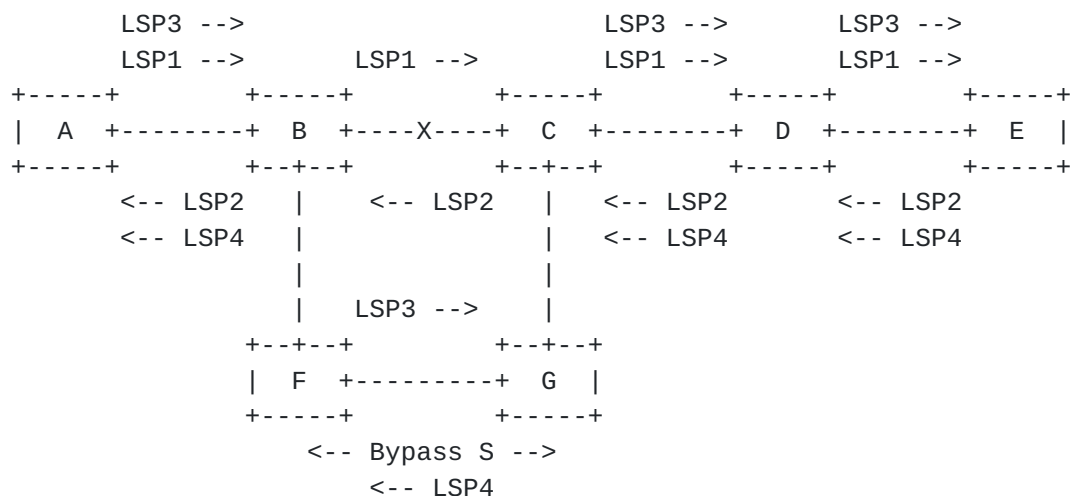 LSP3 -->                         LSP3 -->        LSP3 -->
LSP1 -->        LSP1 -->         LSP1 -->        LSP1 -->
+-----+         +-----+          +-----+         +-----+         +-----+
|  A  +---------+  B  +----X----+  C  +---------+  D  +---------+  E  |
+-----+         +--+--+          +--+--+         +-----+         +-----+
<-- LSP2   |    <-- LSP2   |   <-- LSP2        <-- LSP2
<-- LSP4   |               |   <-- LSP4        <-- LSP4
|               |
|   LSP3 -->    |
+--+--+         +--+--+
|  F  +---------+  G  |
+-----+         +-----+
<-- Bypass S -->
<-- LSP4